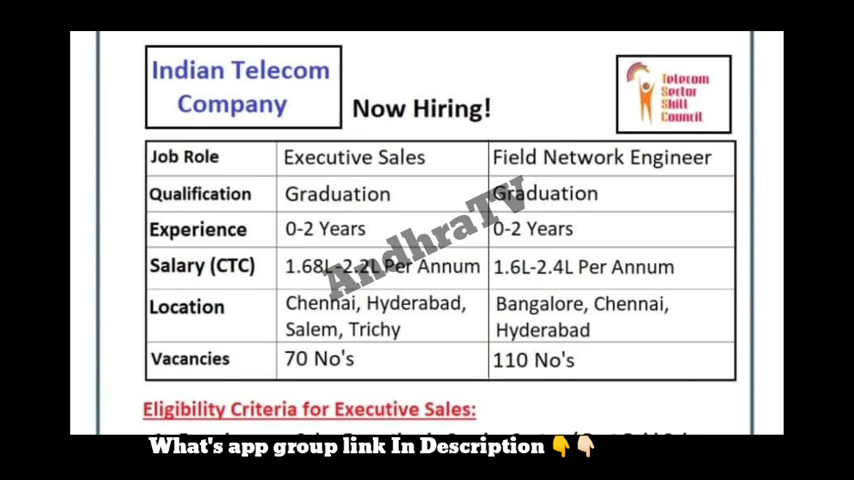 Indian Telecom
Company
Now Hiring!
Telecom
Sector
Skill
Council
Job Role Executive Sales Field Network Engineer
Qualification Graduation Graduation
Experience 0-2 Years 0-2 Years
Salary (CTC) 1.68L-2.2L Per Annum 1.6L-2.4L Per Annum
Location Chennai, Hyderabad, Salem, Trichy Bangalore, Chennai, Hyderabad
Vacancies 70 No's 110 No's
AndhraTV
Eligibility Criteria for Executive Sales:
What's app group link In Description 👇👇🏻